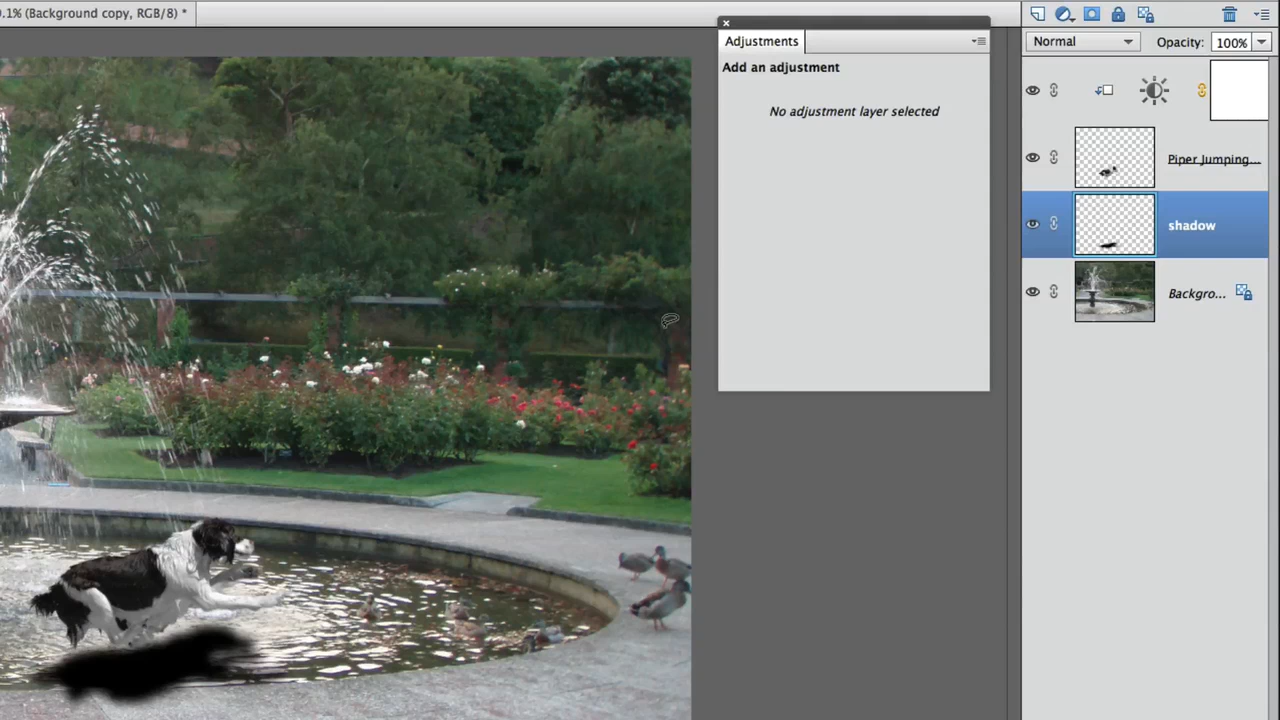 .1% (Background copy, RGB/8) *
Adjustments
Add an adjustment
No adjustment layer selected
Normal
Opacity: 100%
Piper Jumping...
shadow
Backgro...